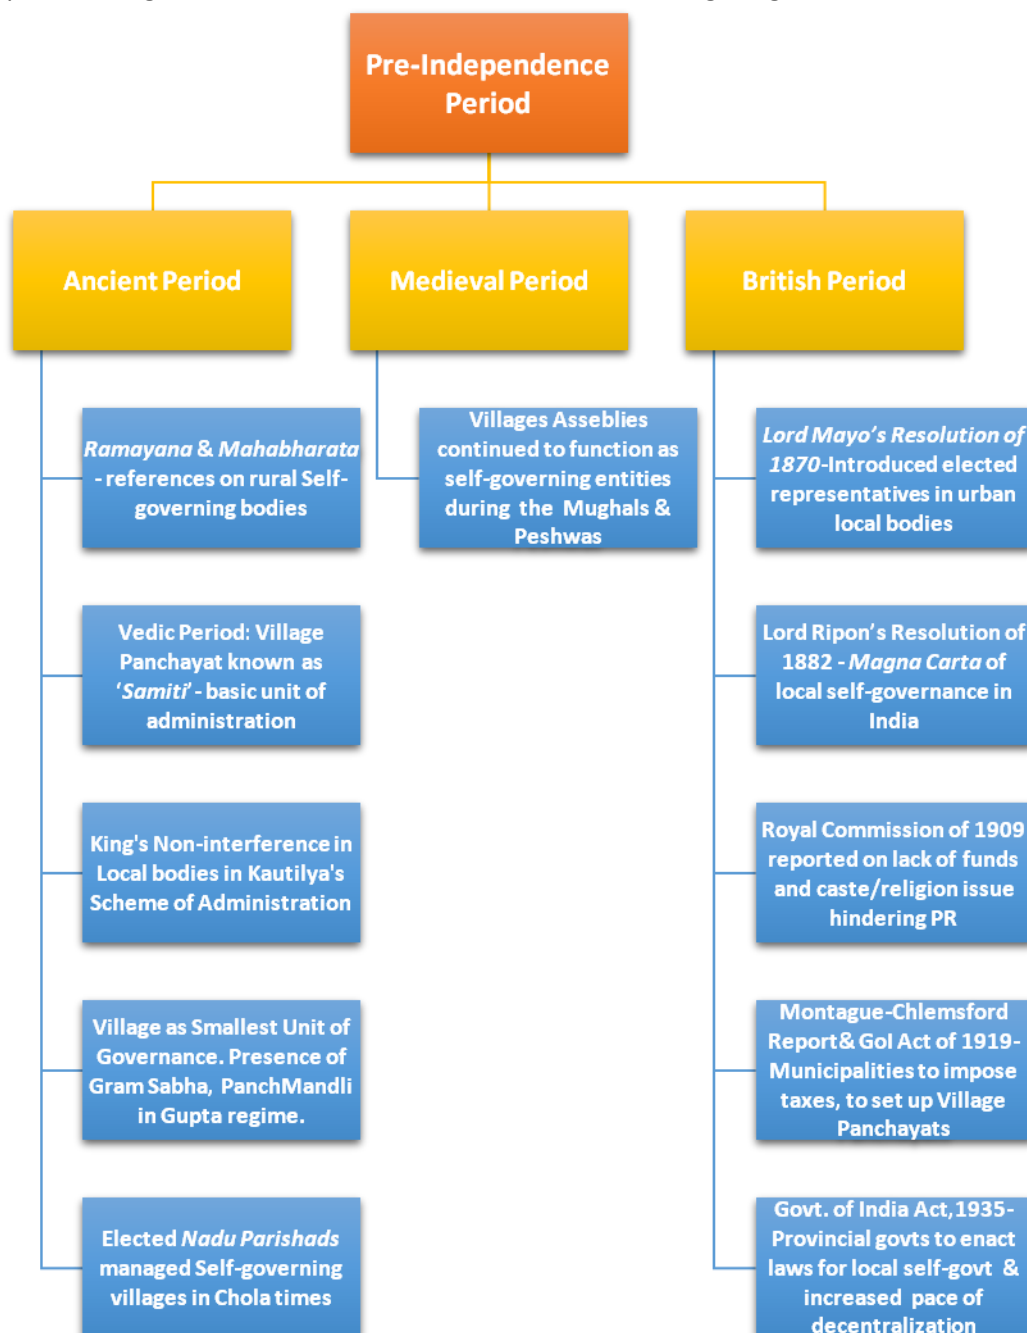 Pre-Independence
Period
Ancient Period
Ramayana & Mahabharata
- references on rural Self-
governing bodies
Vedic Period: Village
Panchayat known as
‘Samiti’ - basic unit of
administration
King's Non-interference in
Local bodies in Kautilya's
Scheme of Administration
Village as Smallest Unit of
Governance. Presence of
Gram Sabha, PanchMandli
in Gupta regime.
Elected Nadu Parishads
managed Self-governing
villages in Chola times
Medieval Period
Villages Asseblies
continued to function as
self-governing entities
during the Mughals &
Peshwas
British Period
Lord Mayo’s Resolution of
1870-Introduced elected
representatives in urban
local bodies
Lord Ripon’s Resolution of
1882 - Magna Carta of
local self-governance in
India
Royal Commission of 1909
reported on lack of funds
and caste/religion issue
hindering PR
Montague-Chlemsford
Report& GoI Act of 1919-
Municipalities to impose
taxes, to set up Village
Panchayats
Govt. of India Act,1935-
Provincial govts to enact
laws for local self-govt &
increased pace of
decentralization